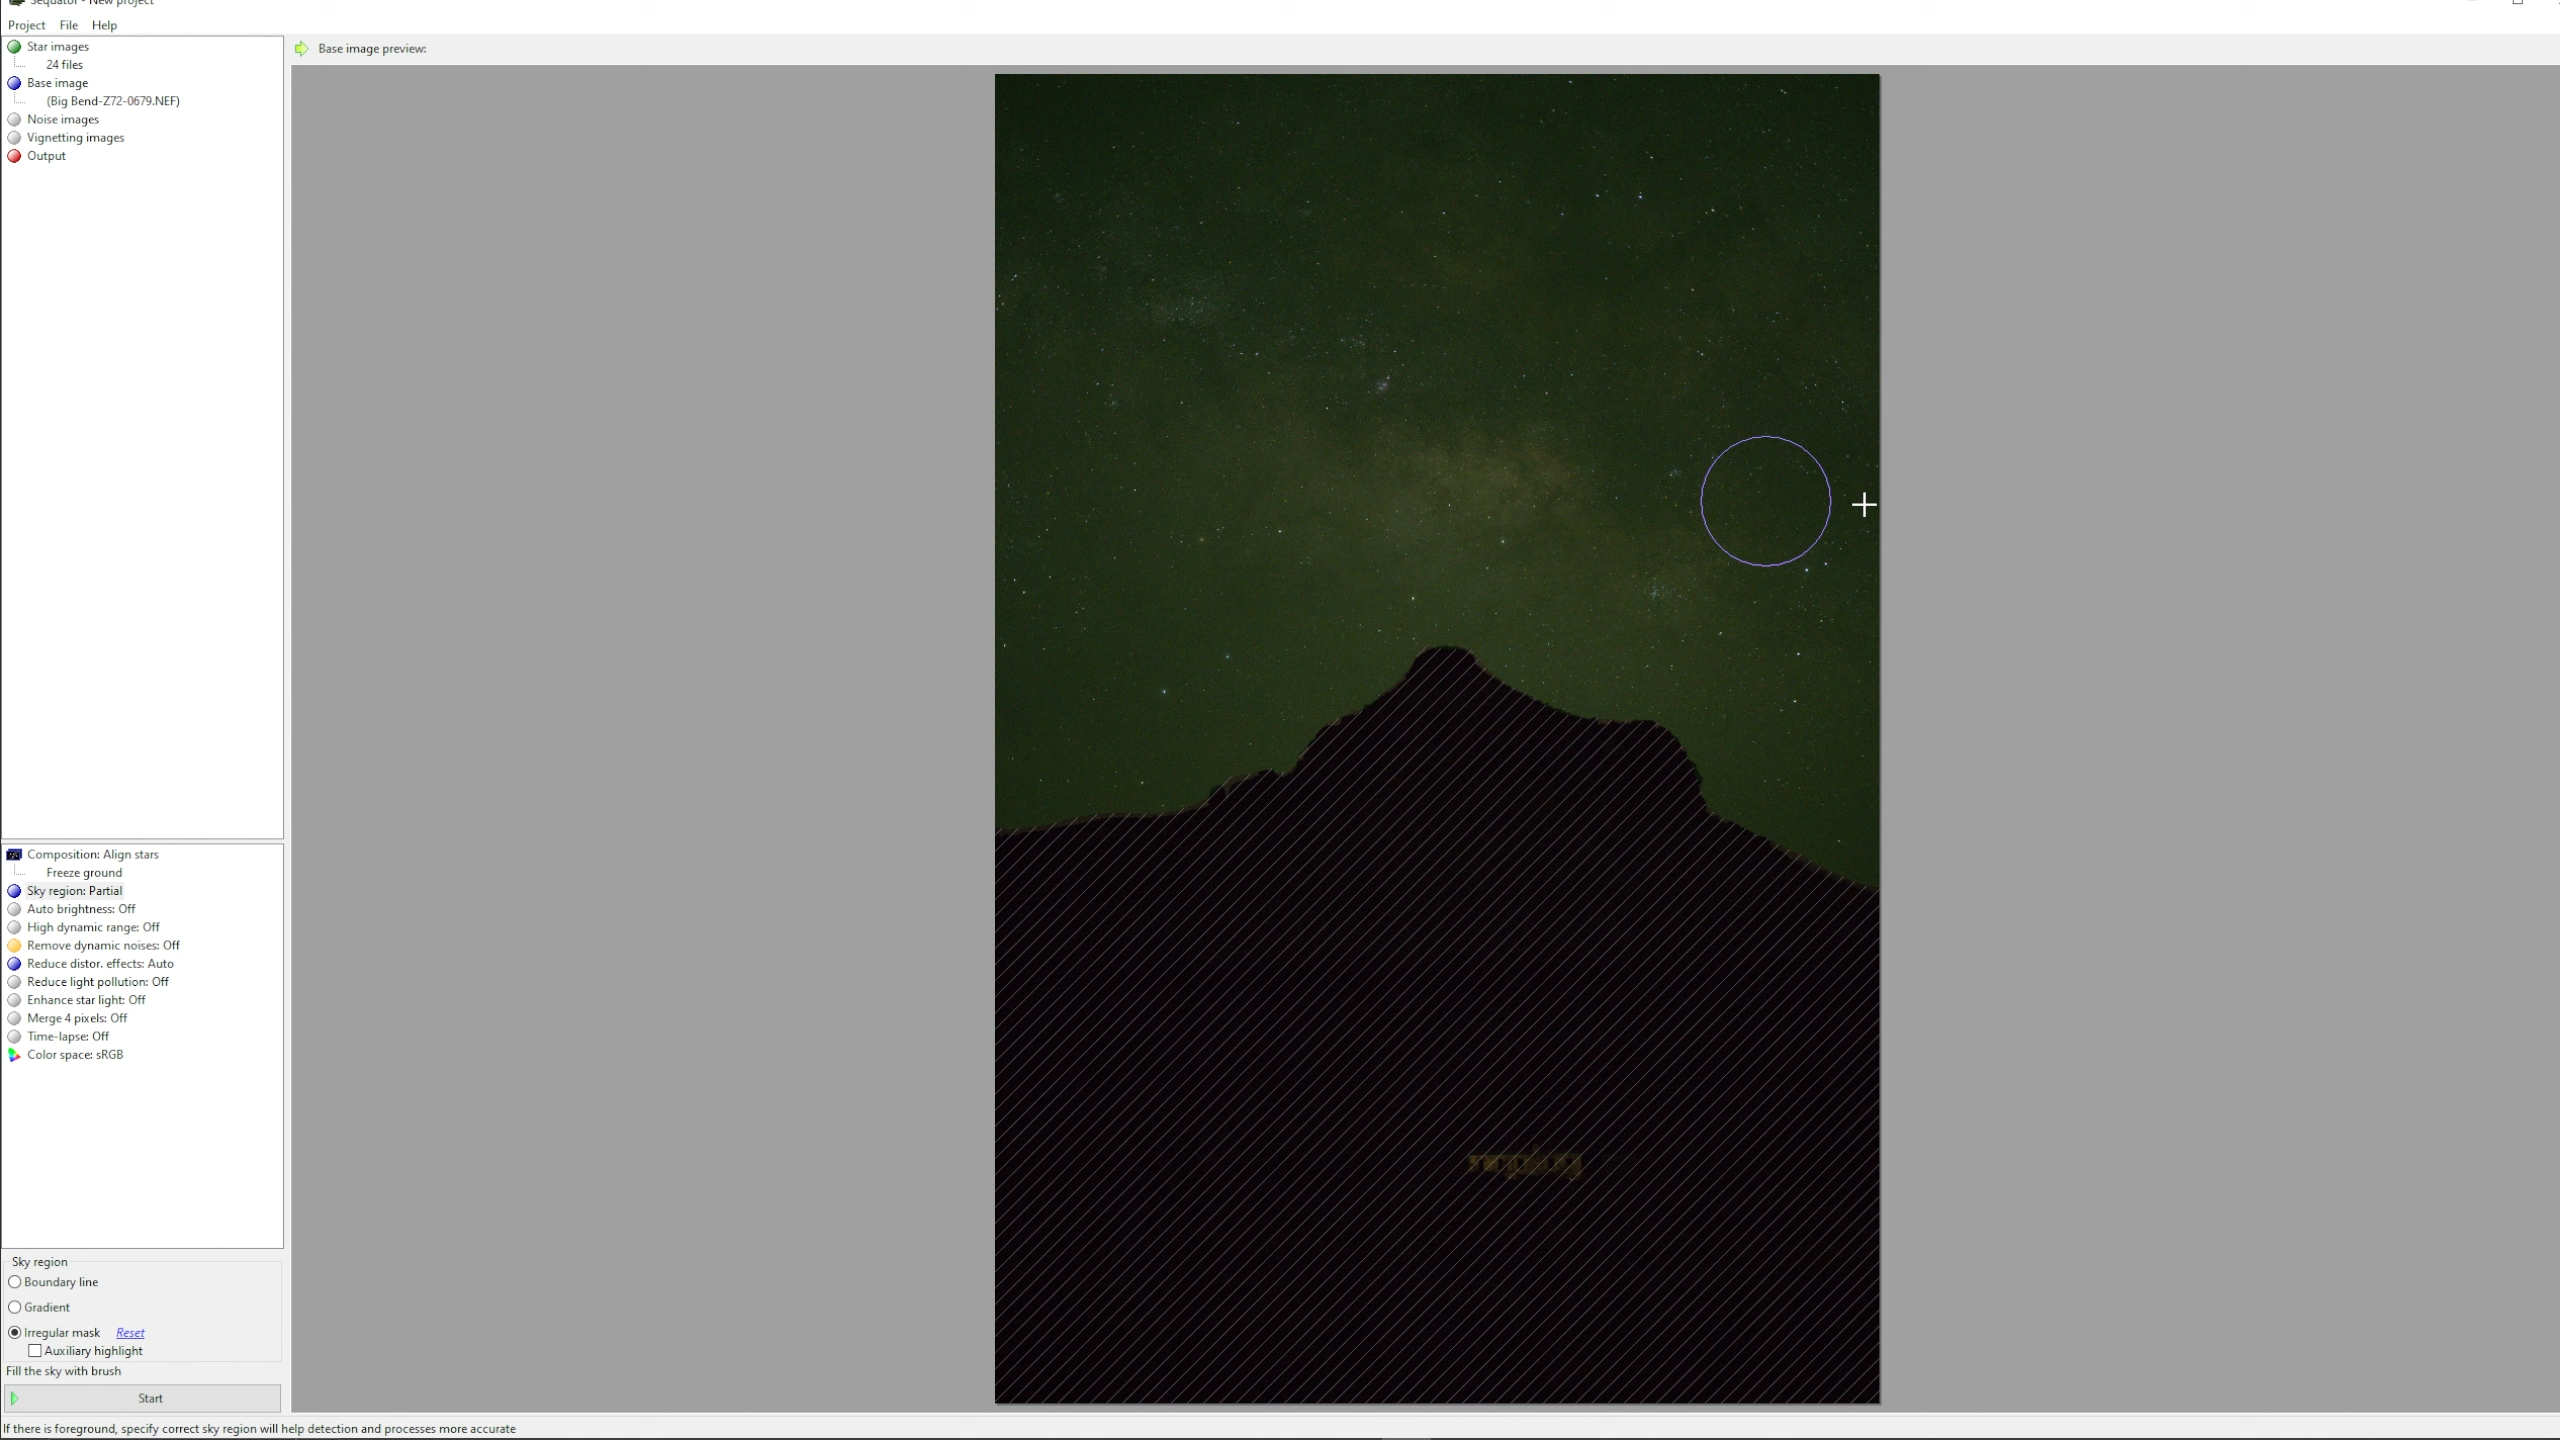 Sequator - New project
Project File Help
Star images
24 files
Base image
(Big Bend-Z72-0679.NEF)
Noise images
Vignetting images
Output
Base image preview:
Composition: Align stars
Freeze ground
Sky region: Partial
Auto brightness: Off
High dynamic range: Off
Remove dynamic noises: Off
Reduce distor. effects: Auto
Reduce light pollution: Off
Enhance star light: Off
Merge 4 pixels: Off
Time-lapse: Off
Color space: sRGB
Sky region
Boundary line
Gradient
Irregular mask Reset
Auxiliary highlight
Fill the sky with brush
Start
If there is foreground, specify correct sky region will help detection and processes more accurate